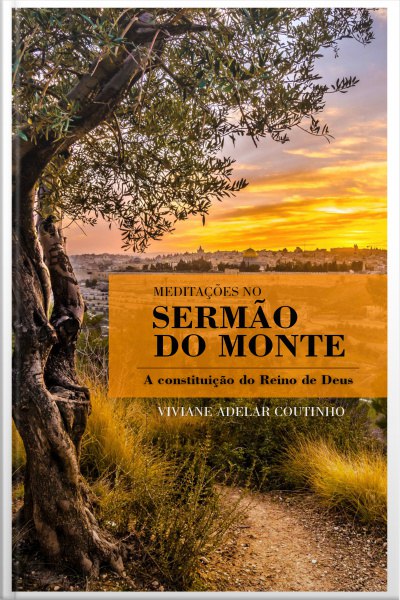 MEDITAÇÕES NO
SERMÃO
DO MONTE
A constituição do Reino de Deus
VIVIANE ADELAR COUTINHO